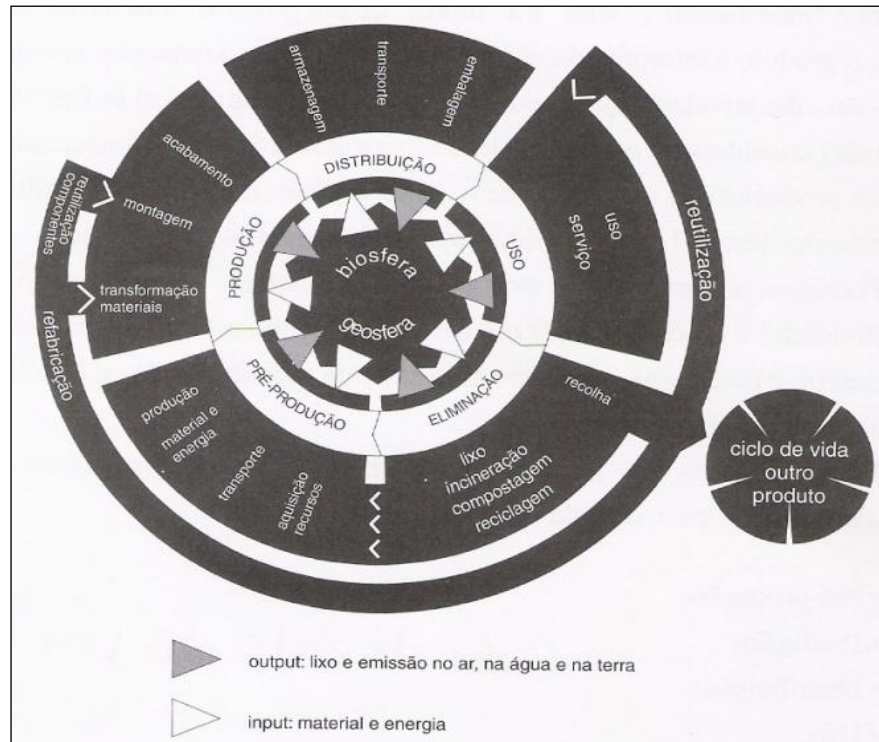 armazenagem
transporte
embalagem
acabamento
montagem
transformação
materiais
reutilização
componentes
refabricação
DISTRIBUIÇÃO
PRODUÇÃO
USO
PRÉ-PRODUÇÃO
ELIMINAÇÃO
biosfera
geosfera
uso
serviço
reutilização
recolha
produção
material e
energia
transporte
aquisição
recursos
lixo
incineração
compostagem
reciclagem
ciclo de vida
outro
produto
output: lixo e emissão no ar, na água e na terra
input: material e energia